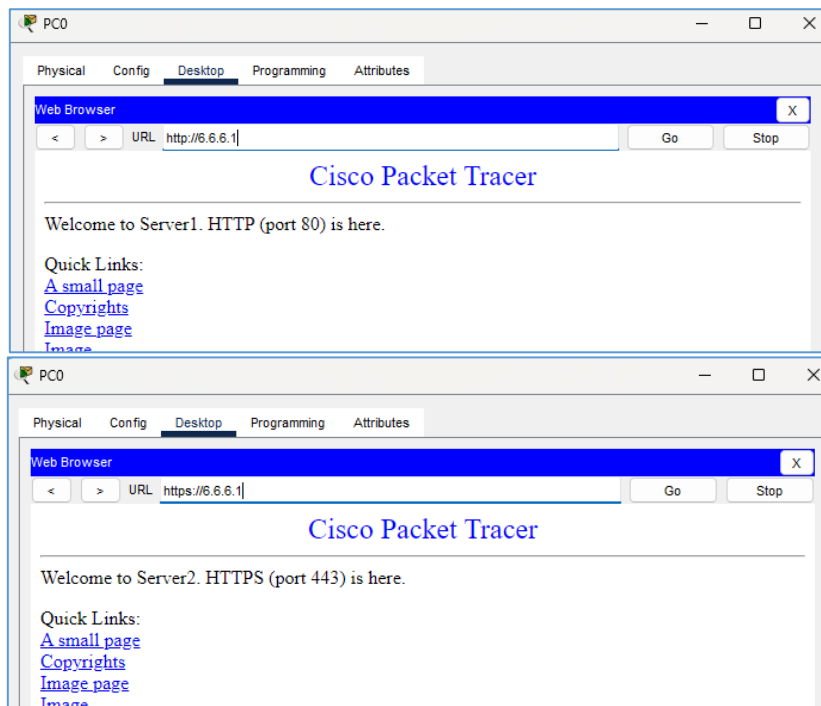 PC0
Physical Config Desktop Programming Attributes
Web Browser X
< > URL http://6.6.6.1 Go Stop
Cisco Packet Tracer
Welcome to Server1. HTTP (port 80) is here.
Quick Links:
A small page
Copyrights
Image page
Image
PC0
Physical Config Desktop Programming Attributes
Web Browser X
< > URL https://6.6.6.1 Go Stop
Cisco Packet Tracer
Welcome to Server2. HTTPS (port 443) is here.
Quick Links:
A small page
Copyrights
Image page
Image